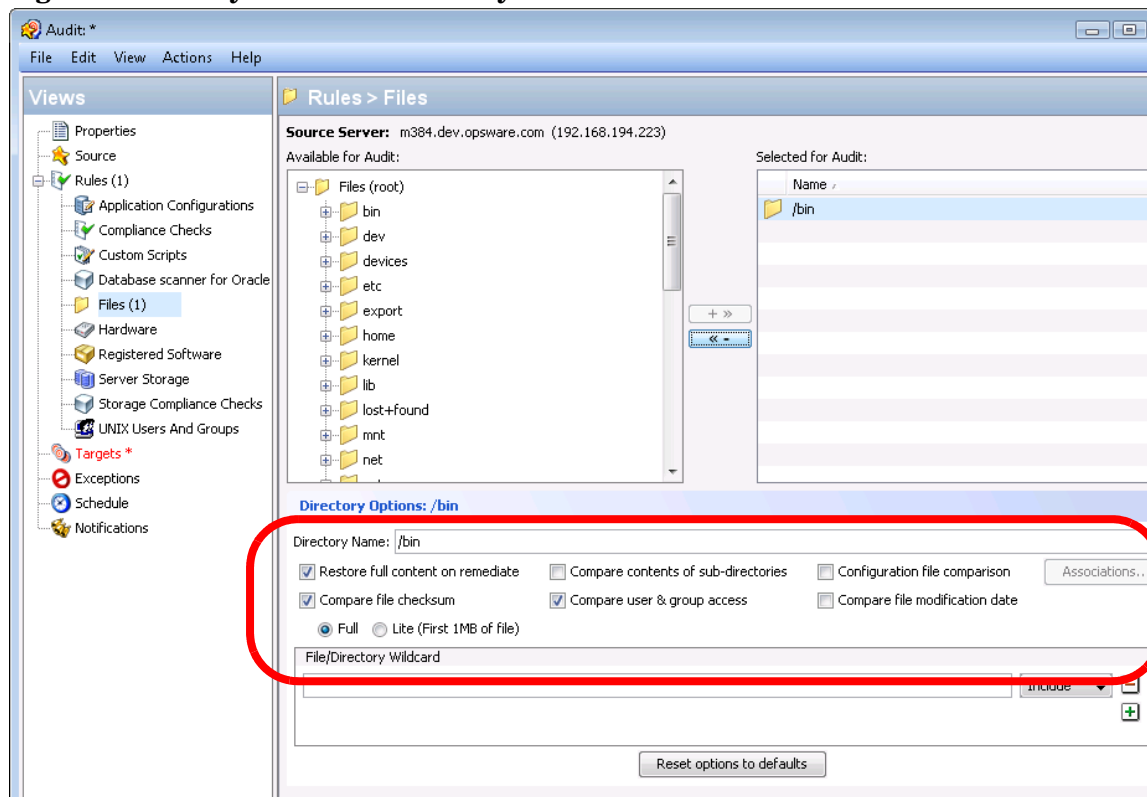 Audit: *
File Edit View Actions Help
Views
Properties
Source
Rules (1)
Application Configurations
Compliance Checks
Custom Scripts
Database scanner for Oracle
Files (1)
Hardware
Registered Software
Server Storage
Storage Compliance Checks
UNIX Users And Groups
Targets *
Exceptions
Schedule
Notifications
Rules > Files
Source Server: m384.dev.opsware.com (192.168.194.223)
Available for Audit:
Files (root)
bin
dev
devices
etc
export
home
kernel
lib
lost+found
mnt
net
+ »
« -
Selected for Audit:
Name
/bin
Directory Options: /bin
Directory Name: /bin
Restore full content on remediate Compare contents of sub-directories Configuration file comparison Associations..
Compare file checksum Compare user & group access Compare file modification date
Full Lite (First 1MB of file)
File/Directory Wildcard
Include
Reset options to defaults